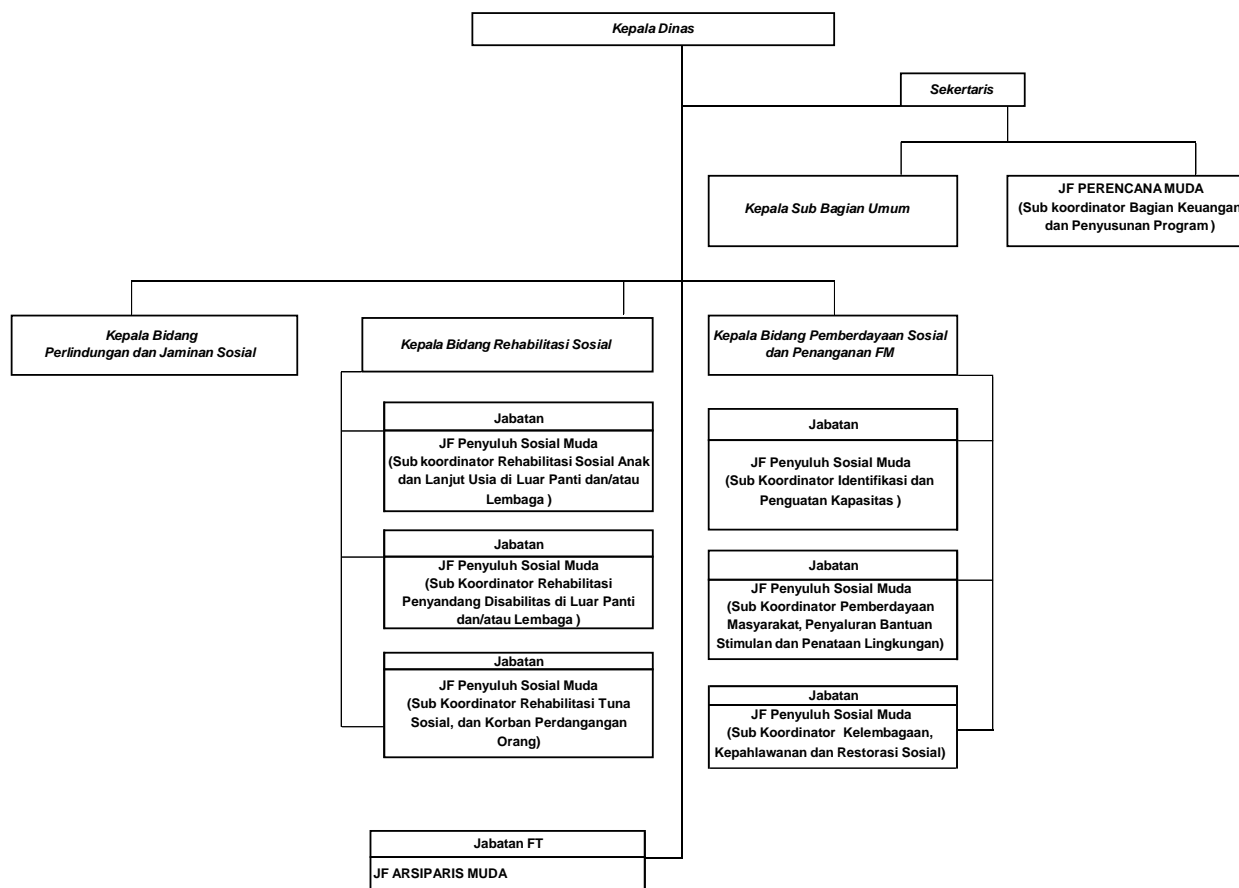 Kepala Dinas
Sekertaris
Kepala Sub Bagian Umum
JF PERENCANA MUDA
(Sub koordinator Bagian Keuangan
dan Penyusunan Program )
Kepala Bidang
Perlindungan dan Jaminan Sosial
Kepala Bidang Rehabilitasi Sosial
Kepala Bidang Pemberdayaan Sosial
dan Penanganan FM
Jabatan
JF Penyuluh Sosial Muda
(Sub koordinator Rehabilitasi Sosial Anak
dan Lanjut Usia di Luar Panti dan/atau
Lembaga )
Jabatan
JF Penyuluh Sosial Muda
(Sub Koordinator Rehabilitasi
Penyandang Disabilitas di Luar Panti
dan/atau Lembaga )
Jabatan
JF Penyuluh Sosial Muda
(Sub Koordinator Rehabilitasi Tuna
Sosial, dan Korban Perdangangan
Orang)
Jabatan
JF Penyuluh Sosial Muda
(Sub Koordinator Identifikasi dan
Penguatan Kapasitas )
Jabatan
JF Penyuluh Sosial Muda
(Sub Koordinator Pemberdayaan
Masyarakat, Penyaluran Bantuan
Stimulan dan Penataan Lingkungan)
Jabatan
JF Penyuluh Sosial Muda
(Sub Koordinator Kelembagaan,
Kepahlawanan dan Restorasi Sosial)
Jabatan FT
JF ARSIPARIS MUDA